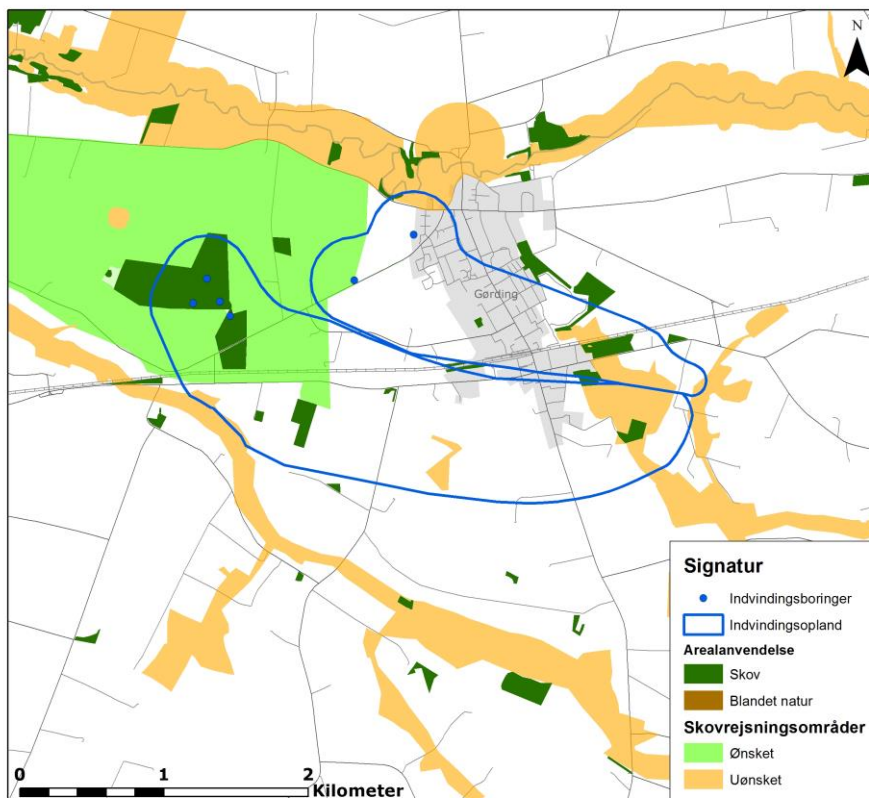 N
Gørding
Signatur
Indvindingsboringer
Indvindingsopland
Arealanvendelse
Skov
Blandet natur
Skovrejsningsområder
Ønsket
Uønsket
0 1 2
Kilometer